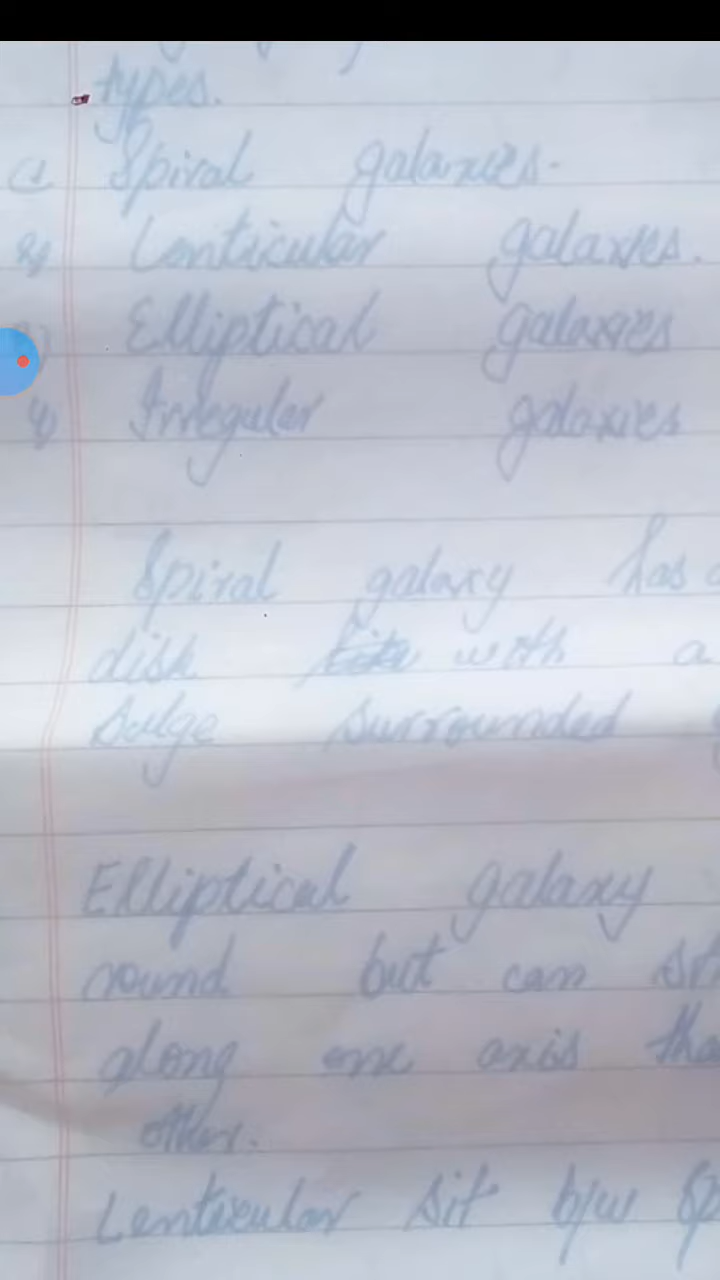 types.
1) Spiral galaxies.
2) Lenticular galaxies.
3) Elliptical galaxies
4) Irregular galaxies
Spiral galaxy has a
disk with a
bulge surrounded
Elliptical galaxy
round but can
along one axis
other.
Lenticular sit b/w